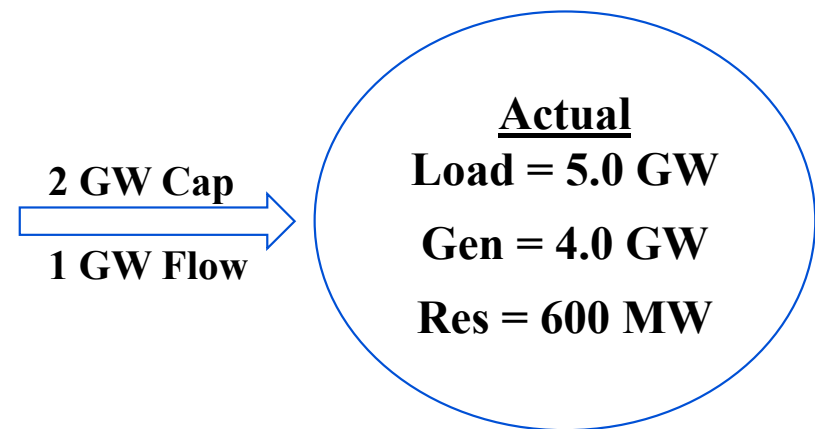 2 GW Cap
1 GW Flow
Actual
Load = 5.0 GW
Gen = 4.0 GW
Res = 600 MW